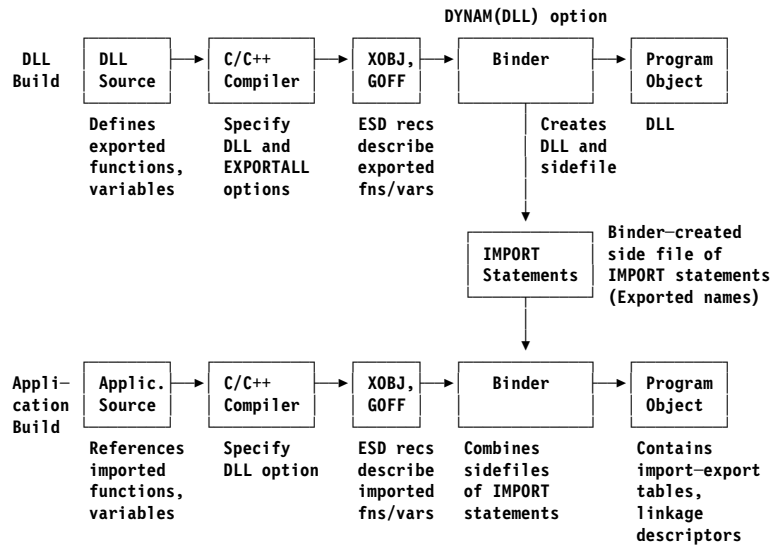 DYNAM(DLL) option
DLL Build
DLL Source
C/C++ Compiler
XOBJ, GOFF
Binder
Program Object
Defines exported functions, variables
Specify DLL and EXPORTALL options
ESD recs describe exported fns/vars
Creates DLL and sidefile
DLL
IMPORT Statements
Binder—created side file of IMPORT statements (Exported names)
Appli— cation Build
Applic. Source
C/C++ Compiler
XOBJ, GOFF
Binder
Program Object
References imported functions, variables
Specify DLL option
ESD recs describe imported fns/vars
Combines sidefiles of IMPORT statements
Contains import—export tables, linkage descriptors